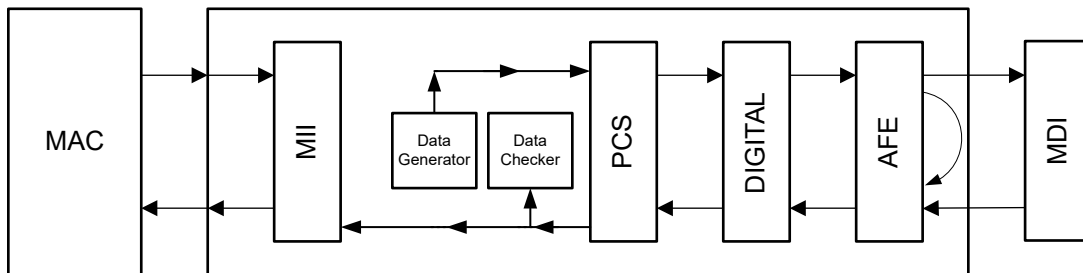 MAC
MII
Data
Generator
Data
Checker
PCS
DIGITAL
AFE
MDI